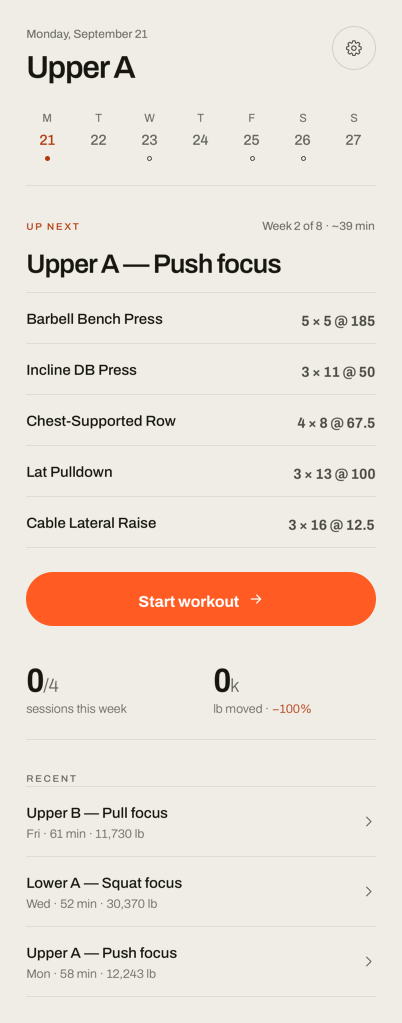 Monday, September 21
Upper A
M T W T F S S
21 22 23 24 25 26 27
UP NEXT
Week 2 of 8 · ~39 min
Upper A — Push focus
Barbell Bench Press
5 × 5 @ 185
Incline DB Press
3 × 11 @ 50
Chest-Supported Row
4 × 8 @ 67.5
Lat Pulldown
3 × 13 @ 100
Cable Lateral Raise
3 × 16 @ 12.5
Start workout →
0/4
sessions this week
0k
lb moved · −100%
RECENT
Upper B — Pull focus
Fri · 61 min · 11,730 lb
Lower A — Squat focus
Wed · 52 min · 30,370 lb
Upper A — Push focus
Mon · 58 min · 12,243 lb